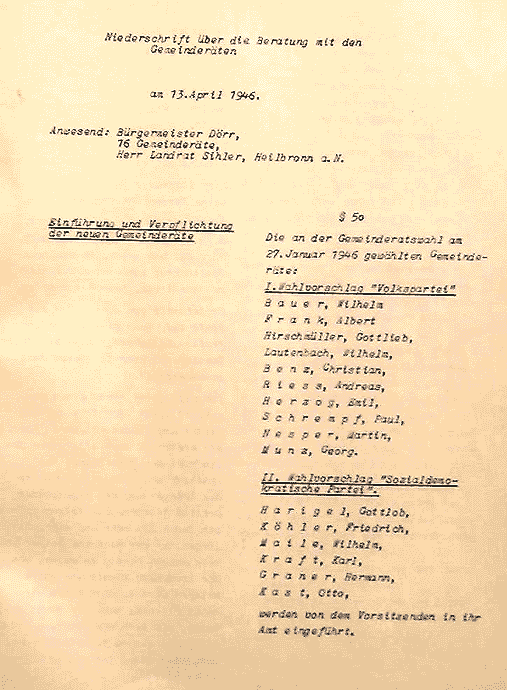 Niederschrift über die Beratung mit den
Gemeinderäten
am 13.April 1946.
Anwesend: Bürgermeister Dörr,
16 Gemeinderäte,
Herr Landrat Sihler, Heilbronn a.N.
Einführung und Verpflichtung
der neuen Gemeinderäte
§ 5o
Die an der Gemeinderatswahl am
27.Januar 1946 gewählten Gemeinde-
räte:
I.Wahlvorschlag "Volkspartei"
B a u e r, Wilhelm
F r a n k, Albert
Hirschmüller, Gottlieb,
Lautenbach, Wilhelm,
B e n z, Christian,
R i e s s, Andreas,
H e r z o g, Emil,
S c h r e m p f, Paul,
N e s p e r, Martin,
M u n z, Georg.
II. Wahlvorschlag "Sozialdemo-
kratische Partei".
H a r i g e l, Gottlob,
K ö h l e r, Friedrich,
M a i l e, Wilhelm,
K r a f t, Karl,
G r a n e r, Hermann,
K a s t, Otto,
werden von dem Vorsitzenden in ihr
Amt eingeführt.